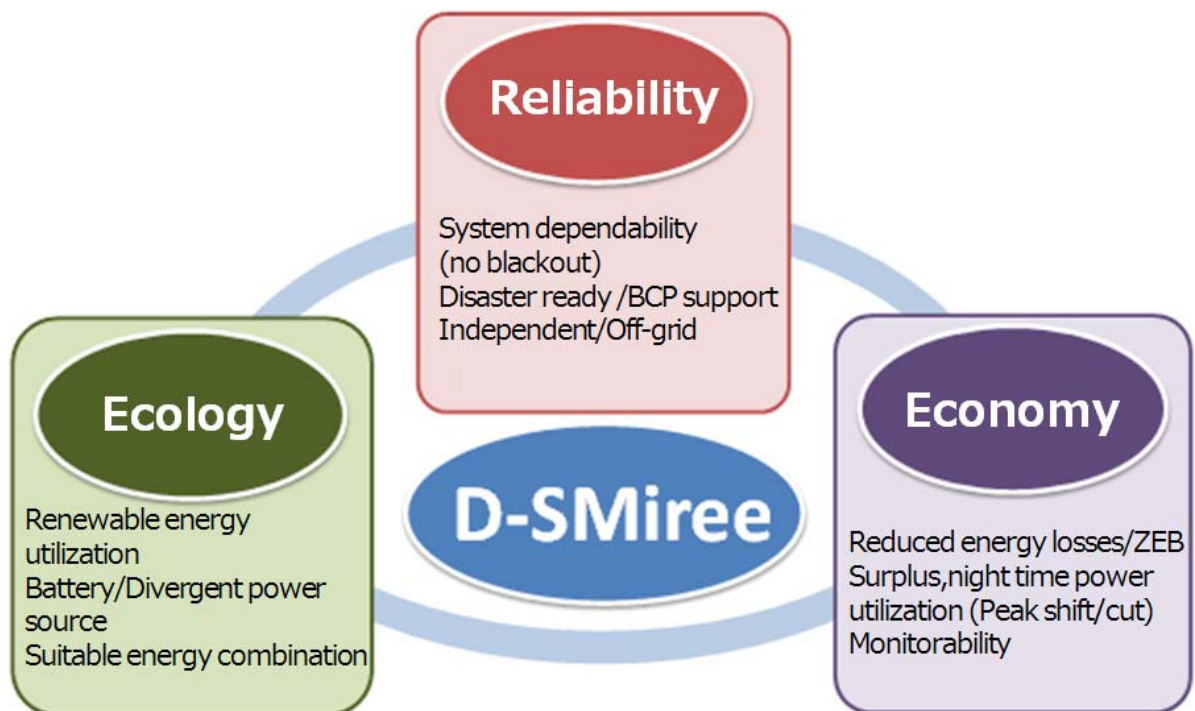 Reliability
System dependability
(no blackout)
Disaster ready /BCP support
Independent/Off-grid
Ecology
Renewable energy
utilization
Battery/Divergent power
source
Suitable energy combination
D-SMiree
Economy
Reduced energy losses/ZEB
Surplus,night time power
utilization (Peak shift/cut)
Monitorability